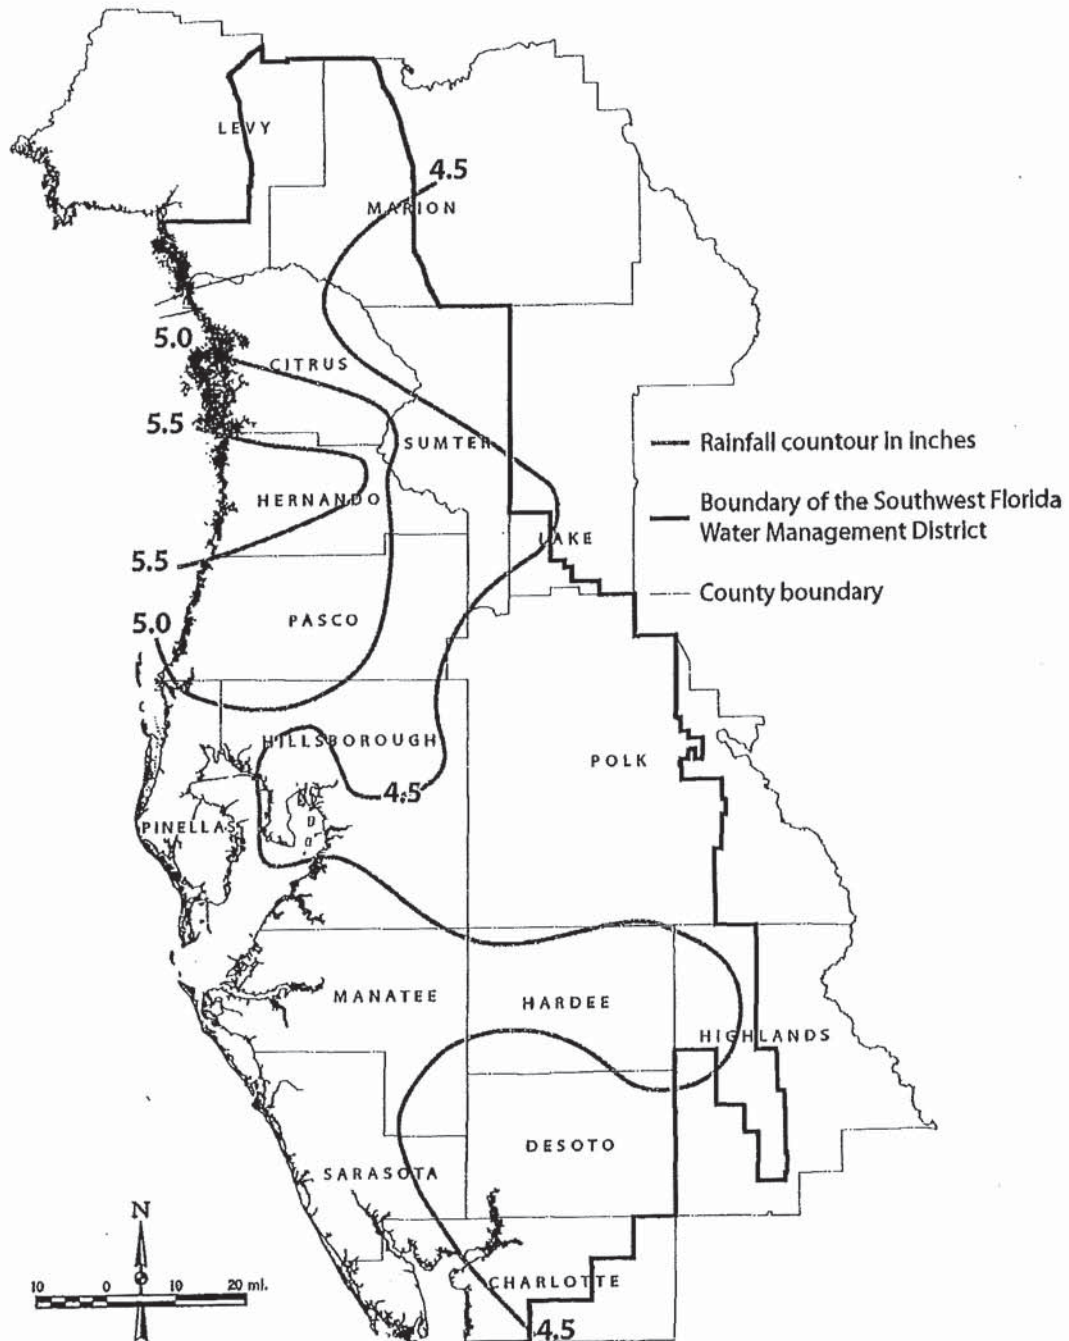 LEVY
4.5
MARION
5.0
CITRUS
5.5
SUMTER
Rainfall countour in inches
HERNANDO
Boundary of the Southwest Florida
Water Management District
LAKE
5.5
County boundary
5.0
PASCO
HILLSBOROUGH
POLK
4.5
PINELLAS
MANATEE
HARDEE
HIGHLANDS
DESOTO
SARASOTA
N
CHARLOTTE
10 0 10 20 mi.
4.5